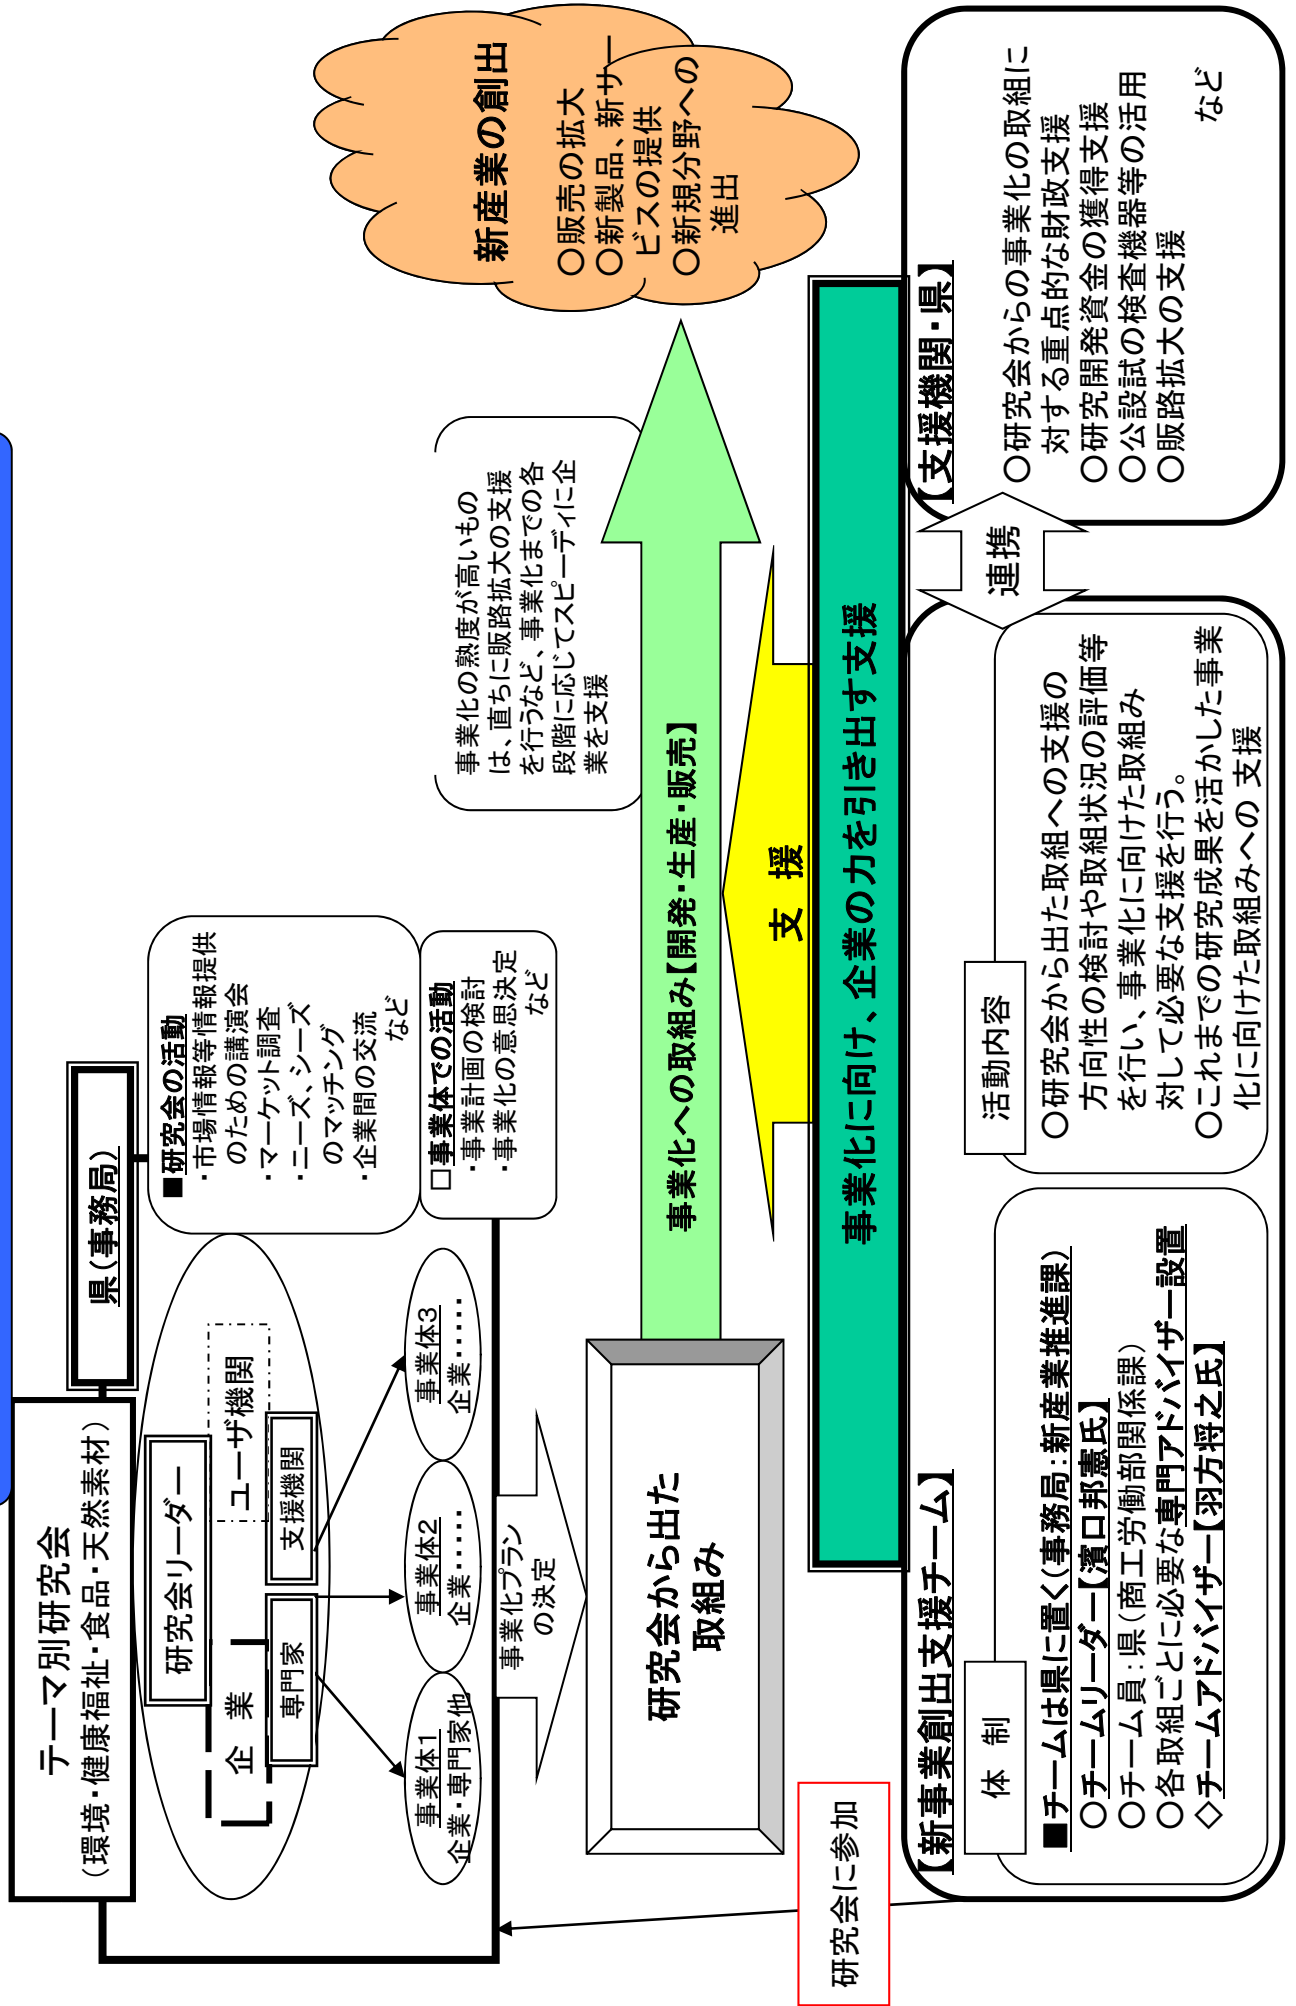 テーマ別研究会
（環境・健康福祉・食品・天然素材）
県（事務局）
研究会リーダー
企　業
ユーザ機関
専門家
支援機関
事業体1
企業・専門家他
事業体2
企業・・・・・・
事業体3
企業・・・・・・
■研究会の活動
・市場情報等情報提供
のための講演会
・マーケット調査
・ニーズ、シーズ
のマッチング
・企業間の交流
など
□事業体での活動
・事業計画の検討
・事業化の意思決定
など
事業化プラン
の決定
研究会から出た
取組み
事業化の熟度が高いもの
は、直ちに販路拡大の支援
を行うなど、事業化までの各
段階に応じてスピーディに企
業を支援
事業化への取組み【開発・生産・販売】
新産業の創出
○販売の拡大
○新製品、新サー
ビスの提供
○新規分野への
進出
支　援
事業化に向け、企業の力を引き出す支援
研究会に参加
【新事業創出支援チーム】
体　制
■チームは県に置く（事務局：新産業推進課）
○チームリーダー【濱口邦憲氏】
○チーム員：県（商工労働部関係課）
○各取組ごとに必要な専門アドバイザー設置
◇チームアドバイザー【羽方将之氏】
活動内容
○研究会から出た取組への支援の
方向性の検討や取組状況の評価等
を行い、事業化に向けた取組み
対して必要な支援を行う。
○これまでの研究成果を活かした事業
化に向けた取組みへの 支援
連携
【支援機関・県】
○研究会からの事業化の取組に
対する重点的な財政支援
○研究開発資金の獲得支援
○公設試の検査機器等の活用
○販路拡大の支援
など